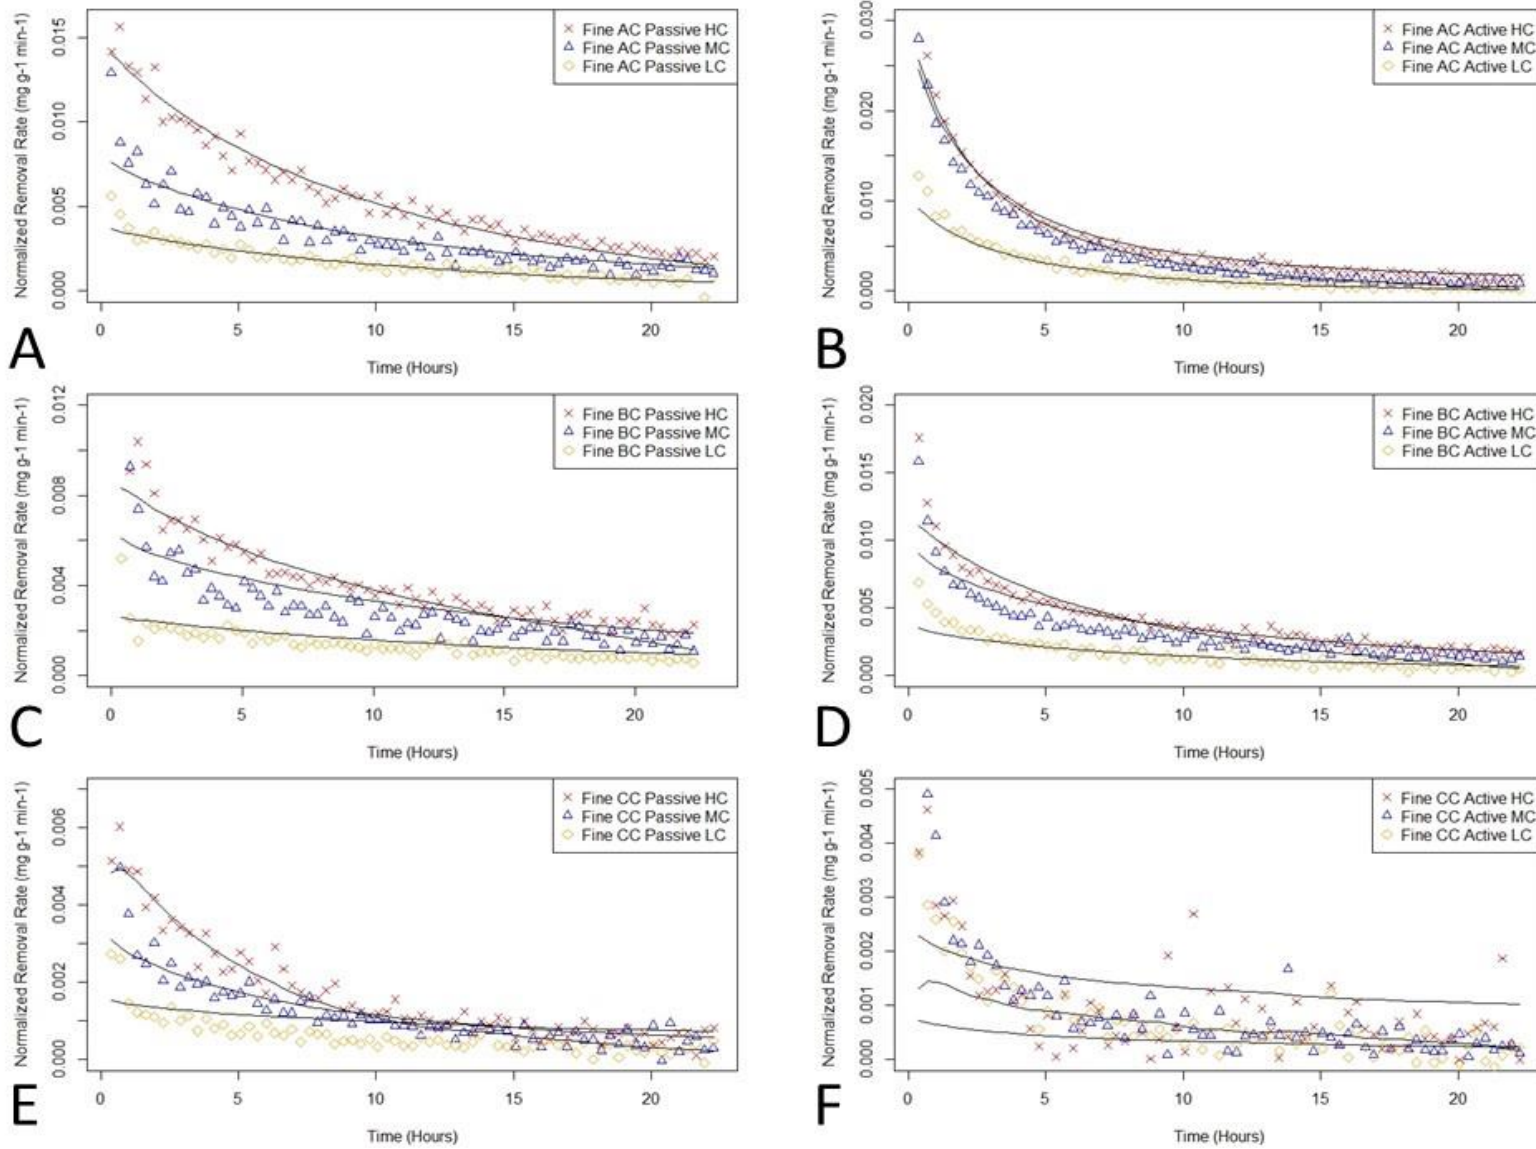 Normalized Removal Rate (mg g-1 min-1)
0.015
0.010
0.005
0.000
Fine AC Passive HC
Fine AC Passive MC
Fine AC Passive LC
0 5 10 15 20
A
Time (Hours)
Normalized Removal Rate (mg g-1 min-1)
0.030
0.020
0.010
0.000
Fine AC Active HC
Fine AC Active MC
Fine AC Active LC
0 5 10 15 20
B
Time (Hours)
Normalized Removal Rate (mg g-1 min-1)
0.012
0.008
0.004
0.000
Fine BC Passive HC
Fine BC Passive MC
Fine BC Passive LC
0 5 10 15 20
C
Time (Hours)
Normalized Removal Rate (mg g-1 min-1)
0.020
0.015
0.010
0.005
0.000
Fine BC Active HC
Fine BC Active MC
Fine BC Active LC
0 5 10 15 20
D
Time (Hours)
Normalized Removal Rate (mg g-1 min-1)
0.006
0.004
0.002
0.000
Fine CC Passive HC
Fine CC Passive MC
Fine CC Passive LC
0 5 10 15 20
E
Time (Hours)
Normalized Removal Rate (mg g-1 min-1)
0.005
0.004
0.003
0.002
0.001
0.000
Fine CC Active HC
Fine CC Active MC
Fine CC Active LC
0 5 10 15 20
F
Time (Hours)